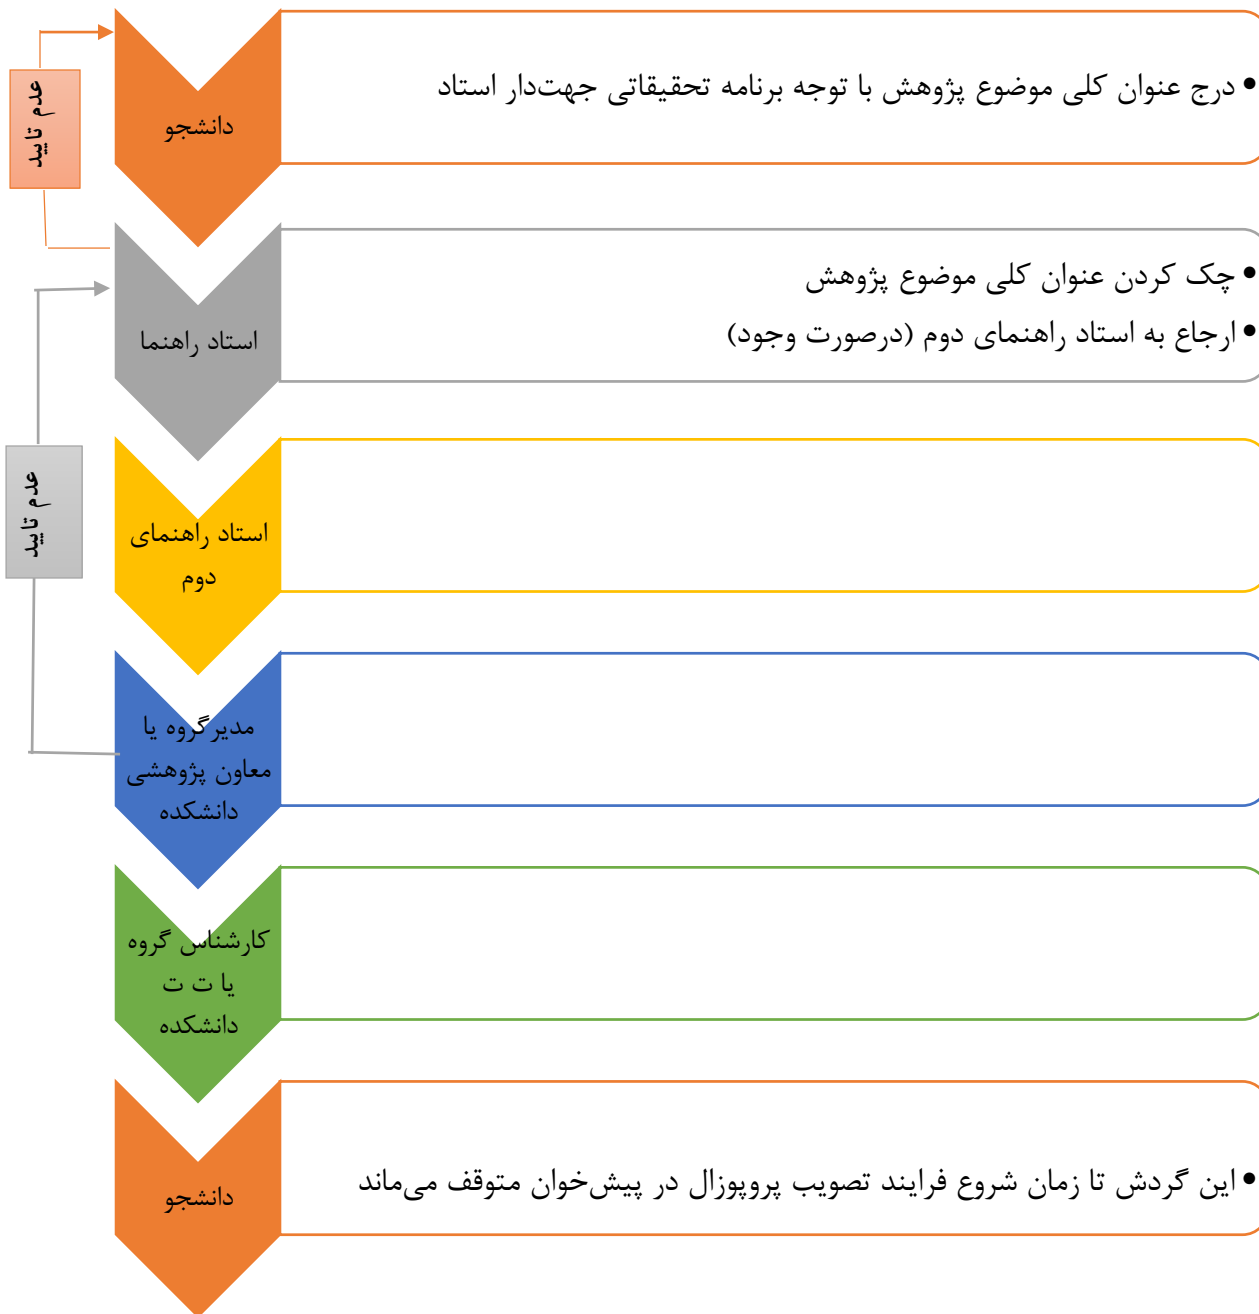 عدم تایید
دانشجو
• درج عنوان کلی موضوع پژوهش با توجه برنامه تحقیقاتی جهت‌دار استاد
استاد راهنما
• چک کردن عنوان کلی موضوع پژوهش
• ارجاع به استاد راهنمای دوم (درصورت وجود)
عدم تایید
استاد راهنمای
دوم
مدیرگروه یا
معاون پژوهشی
دانشکده
کارشناس گروه
یا ت ت
دانشکده
دانشجو
• این گردش تا زمان شروع فرایند تصویب پروپوزال در پیش‌خوان متوقف می‌ماند